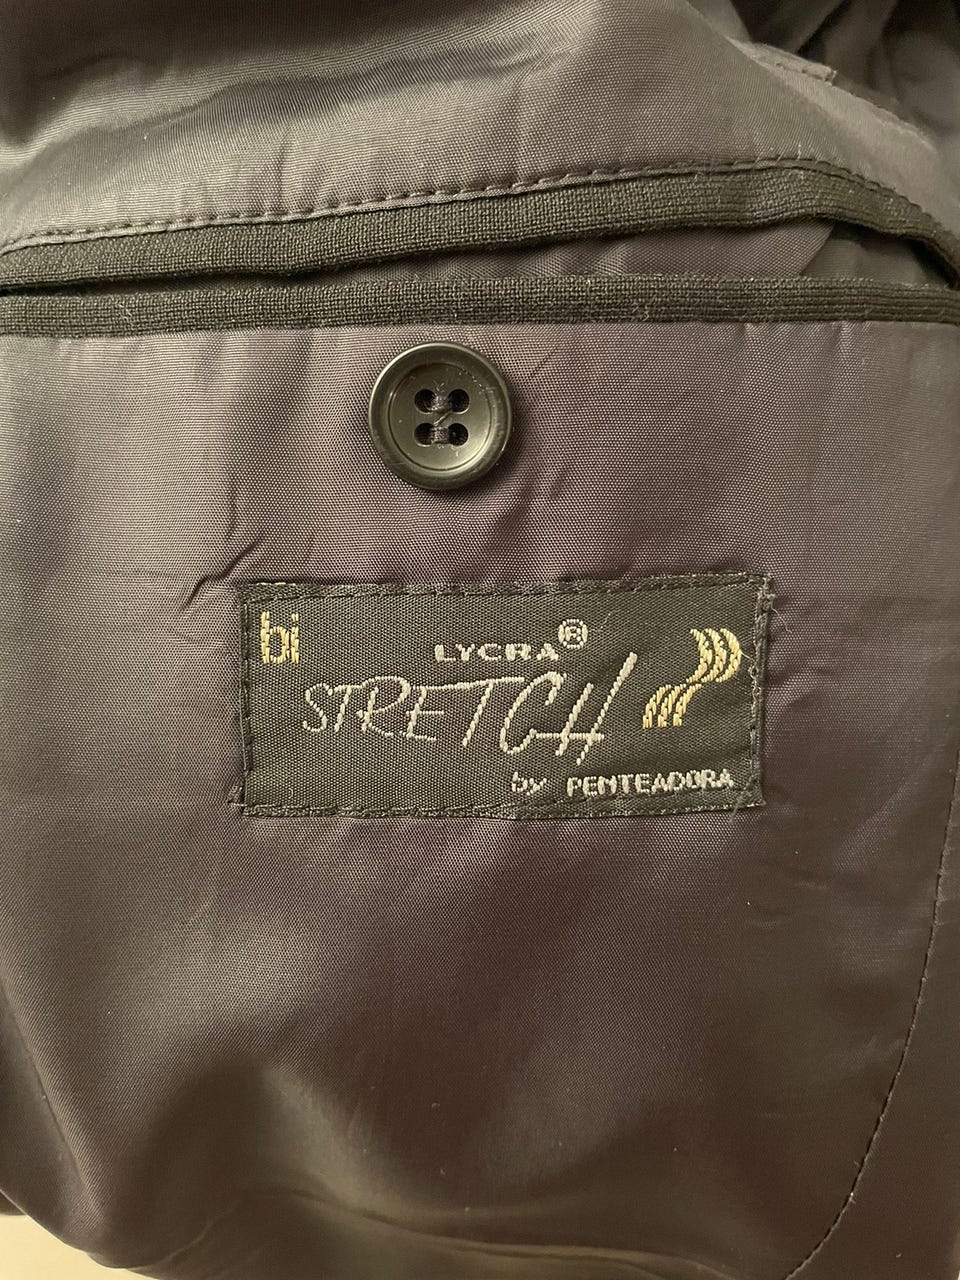 bi
LYCRA®
STRETCH
by PENTEADORA